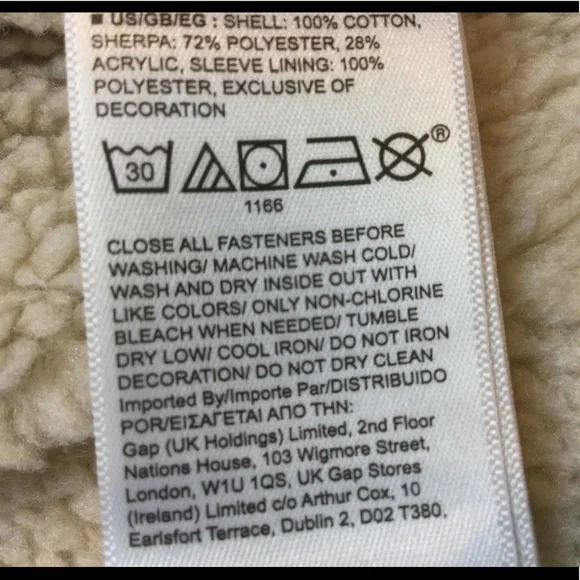 ■ US/GB/EG : SHELL: 100% COTTON,
SHERPA: 72% POLYESTER, 28%
ACRYLIC, SLEEVE LINING: 100%
POLYESTER, EXCLUSIVE OF
DECORATION
30 ®
1166
CLOSE ALL FASTENERS BEFORE
WASHING/ MACHINE WASH COLD/
WASH AND DRY INSIDE OUT WITH
LIKE COLORS/ ONLY NON-CHLORINE
BLEACH WHEN NEEDED/ TUMBLE
DRY LOW/ COOL IRON/ DO NOT IRON
DECORATION/ DO NOT DRY CLEAN
Imported By/Importe Par/DISTRIBUIDO
POR/ΕΙΣΑΓΕΤΑΙ ΑΠΟ ΤΗΝ:
Gap (UK Holdings) Limited, 2nd Floor
Nations House, 103 Wigmore Street,
London, W1U 1QS, UK Gap Stores
(Ireland) Limited c/o Arthur Cox, 10
Earlsfort Terrace, Dublin 2, D02 T380.